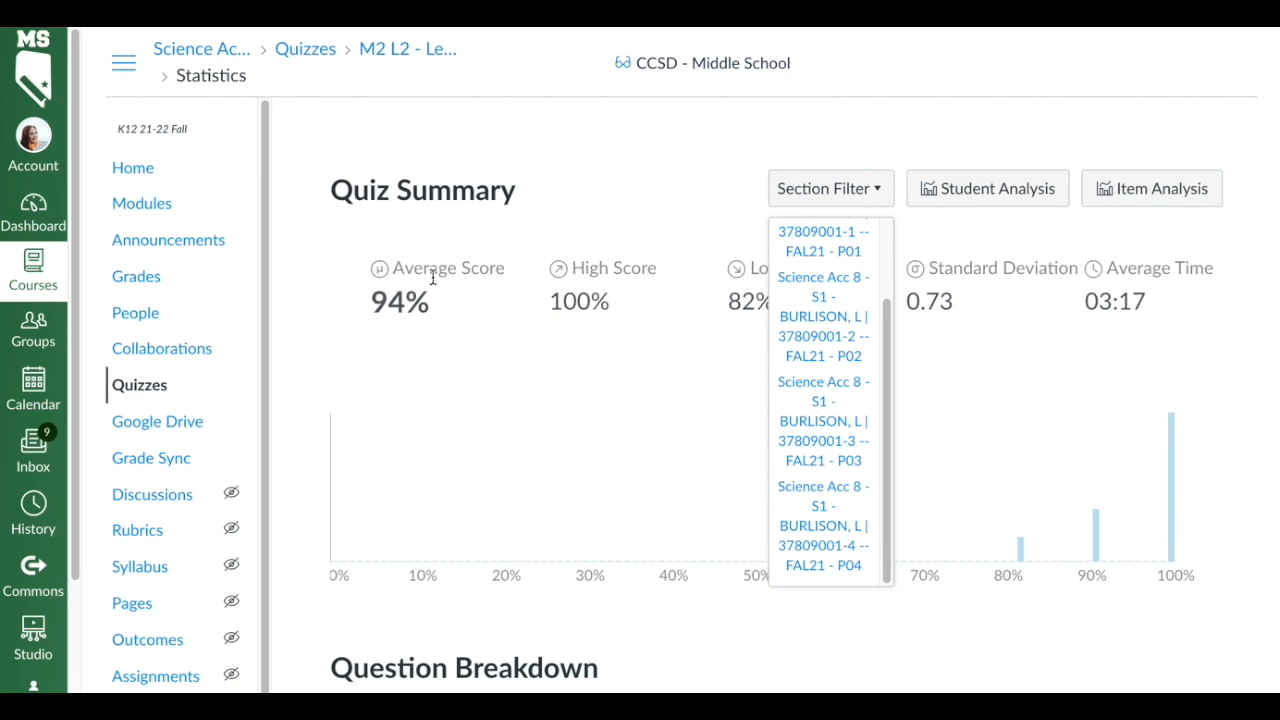 MS
Account
Dashboard
Courses
Groups
Calendar
9
Inbox
History
Commons
Studio
Science Ac... > Quizzes > M2 L2 - Le...
> Statistics
CCSD - Middle School
K12 21-22 Fall
Home
Modules
Announcements
Grades
People
Collaborations
Quizzes
Google Drive
Grade Sync
Discussions
Rubrics
Syllabus
Pages
Outcomes
Assignments
Quiz Summary
Section Filter ▾
Student Analysis
Item Analysis
37809001-1 --
FAL21 - P01
Science Acc 8 -
S1 -
BURLISON, L |
37809001-2 --
FAL21 - P02
Science Acc 8 -
S1 -
BURLISON, L |
37809001-3 --
FAL21 - P03
Science Acc 8 -
S1 -
BURLISON, L |
37809001-4 --
FAL21 - P04
μ Average Score
94%
High Score
100%
Lo
82%
σ Standard Deviation
0.73
Average Time
03:17
0% 10% 20% 30% 40% 50% 70% 80% 90% 100%
Question Breakdown